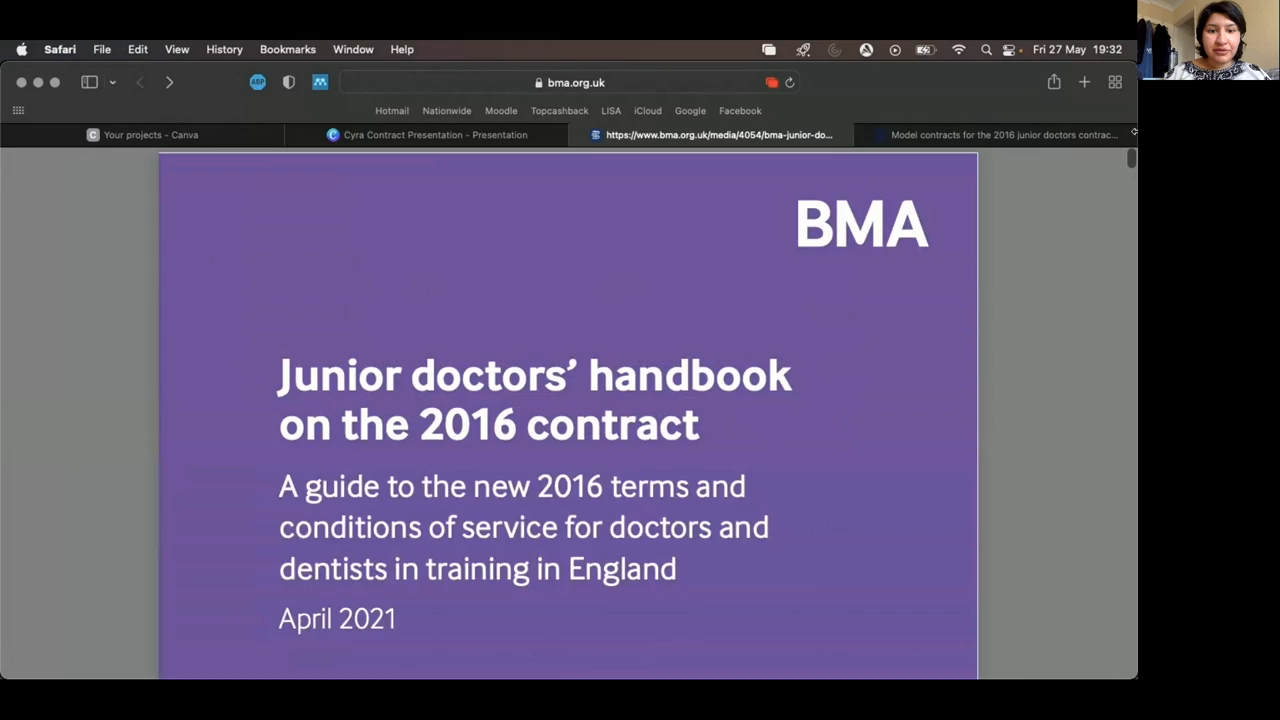 Safari File Edit View History Bookmarks Window Help Fri 27 May 19:32
ABP bma.org.uk
Hotmail Nationwide Moodle Topcashback LISA iCloud Google Facebook
C Your projects - Canva Cyra Contract Presentation - Presentation https://www.bma.org.uk/media/4054/bma-junior-do... Model contracts for the 2016 junior doctors contrac...
BMA
Junior doctors’ handbook
on the 2016 contract
A guide to the new 2016 terms and
conditions of service for doctors and
dentists in training in England
April 2021